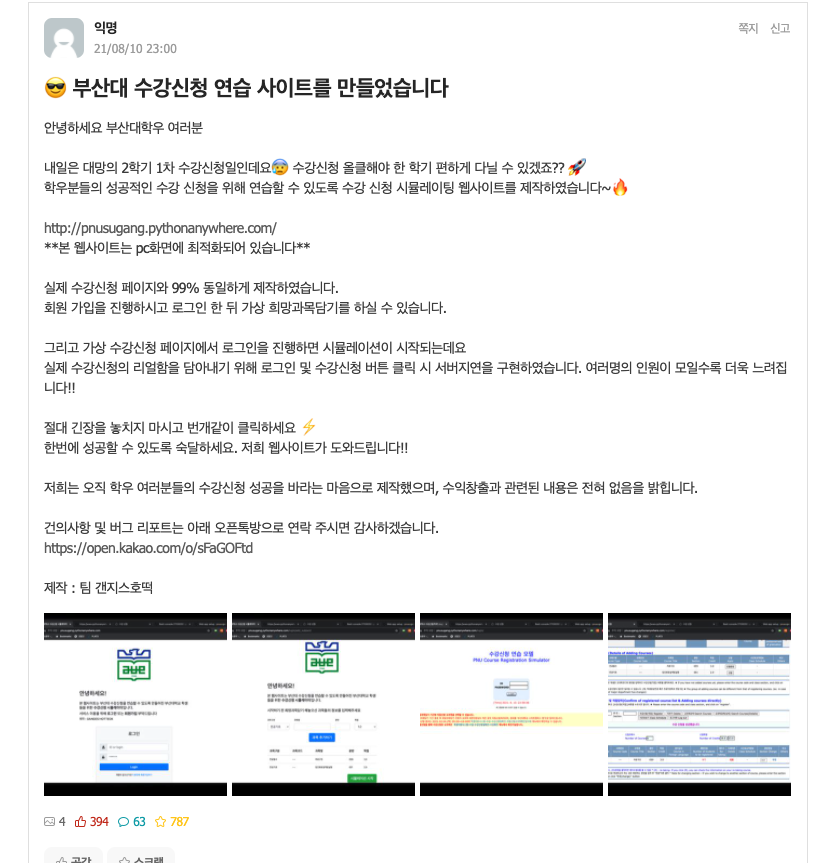 익명
21/08/10 23:00
쪽지 신고
😎 부산대 수강신청 연습 사이트를 만들었습니다
안녕하세요 부산대학우 여러분
내일은 대망의 2학기 1차 수강신청일인데요😰 수강신청 올클해야 한 학기 편하게 다닐 수 있겠죠?? 🚀
학우분들의 성공적인 수강 신청을 위해 연습할 수 있도록 수강 신청 시뮬레이팅 웹사이트를 제작하였습니다~🔥
http://pnusugang.pythonanywhere.com/
**본 웹사이트는 pc화면에 최적화되어 있습니다**
실제 수강신청 페이지와 99% 동일하게 제작하였습니다.
회원 가입을 진행하시고 로그인 한 뒤 가상 희망과목담기를 하실 수 있습니다.
그리고 가상 수강신청 페이지에서 로그인을 진행하면 시뮬레이션이 시작되는데요
실제 수강신청의 리얼함을 담아내기 위해 로그인 및 수강신청 버튼 클릭 시 서버지연을 구현하였습니다. 여러명의 인원이 모일수록 더욱 느려집
니다!!
절대 긴장을 놓치지 마시고 번개같이 클릭하세요 ⚡
한번에 성공할 수 있도록 숙달하세요. 저희 웹사이트가 도와드립니다!!
저희는 오직 학우 여러분들의 수강신청 성공을 바라는 마음으로 제작했으며, 수익창출과 관련된 내용은 전혀 없음을 밝힙니다.
건의사항 및 버그 리포트는 아래 오픈톡방으로 연락 주시면 감사하겠습니다.
https://open.kakao.com/o/sFaGOFtd
제작 : 팀 갠지스호떡
안녕하세요!
로그인
안녕하세요!
수강신청 연습 모델
PNU Course Registration Simulator
4 394 63 787
공감 스크랩